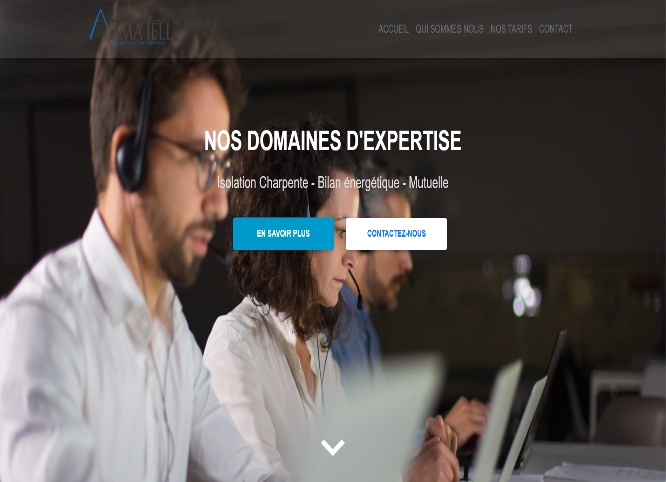 ACCUEIL QUI SOMMES NOUS NOS TARIFS CONTACT
NOS DOMAINES D'EXPERTISE
Isolation Charpente - Bilan énergétique - Mutuelle
EN SAVOIR PLUS CONTACTEZ-NOUS